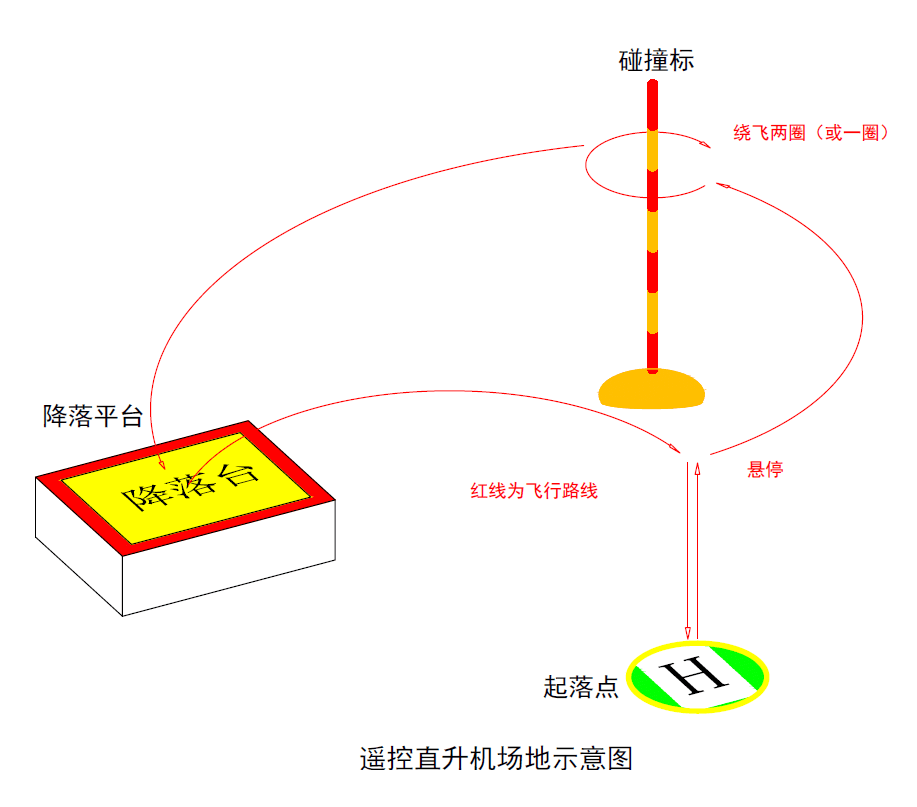 碰撞标
绕飞两圈（或一圈）
降落平台
降落台
悬停
红线为飞行路线
H
起落点
遥控直升机场地示意图